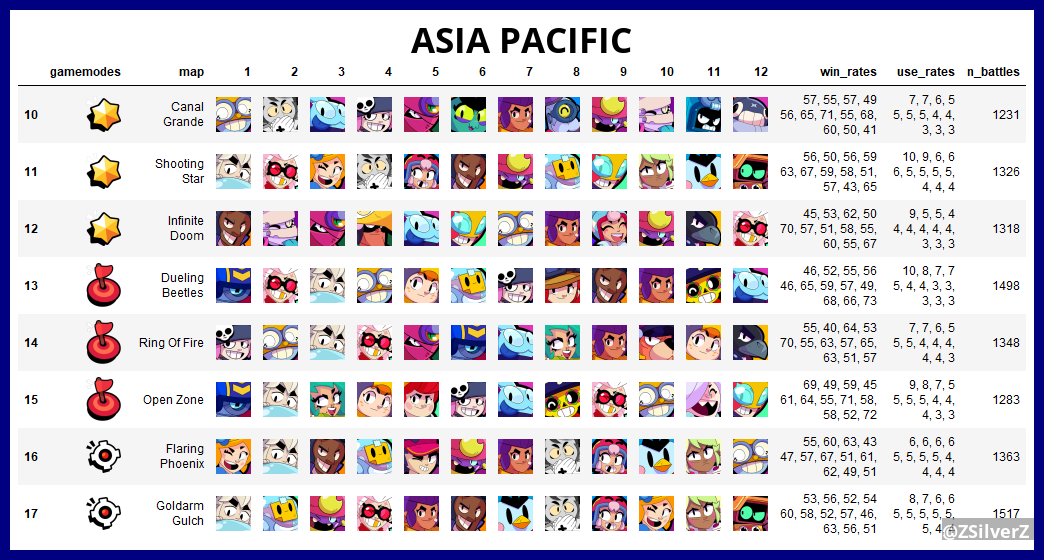 ASIA PACIFIC
gamemodes map 1 2 3 4 5 6 7 8 9 10 11 12 win_rates use_rates n_battles
10 Canal Grande 57, 55, 57, 49 56, 65, 71, 55, 68, 60, 50, 41 7, 7, 6, 5 5, 5, 5, 4, 4, 3, 3, 3 1231
11 Shooting Star 56, 50, 56, 59 63, 67, 59, 58, 51, 57, 43, 65 10, 9, 6, 6 6, 5, 5, 5, 5, 4, 4, 4 1326
12 Infinite Doom 45, 53, 62, 50 70, 57, 51, 58, 55, 60, 55, 67 9, 5, 5, 4 4, 4, 4, 4, 4, 3, 3, 3 1318
13 Dueling Beetles 46, 52, 55, 56 46, 65, 59, 57, 49, 68, 66, 73 10, 8, 7, 7 5, 4, 4, 3, 3, 3, 3, 3 1498
14 Ring Of Fire 55, 40, 64, 53 70, 55, 63, 57, 65, 63, 51, 57 7, 7, 6, 5 5, 5, 4, 4, 4, 4, 4, 3 1348
15 Open Zone 69, 49, 59, 45 61, 64, 55, 71, 58, 58, 52, 72 9, 8, 7, 5 5, 5, 5, 4, 4, 4, 3, 3 1283
16 Flaring Phoenix 55, 60, 63, 43 47, 57, 67, 51, 61, 62, 49, 51 6, 6, 6, 6 5, 5, 5, 5, 4, 4, 4, 4 1363
17 Goldarm Gulch 53, 56, 52, 54 60, 58, 52, 57, 46, 63, 56, 51 8, 7, 6, 6 5, 5, 5, 5, 5, 5, 4, 1517
@ZSilverZ